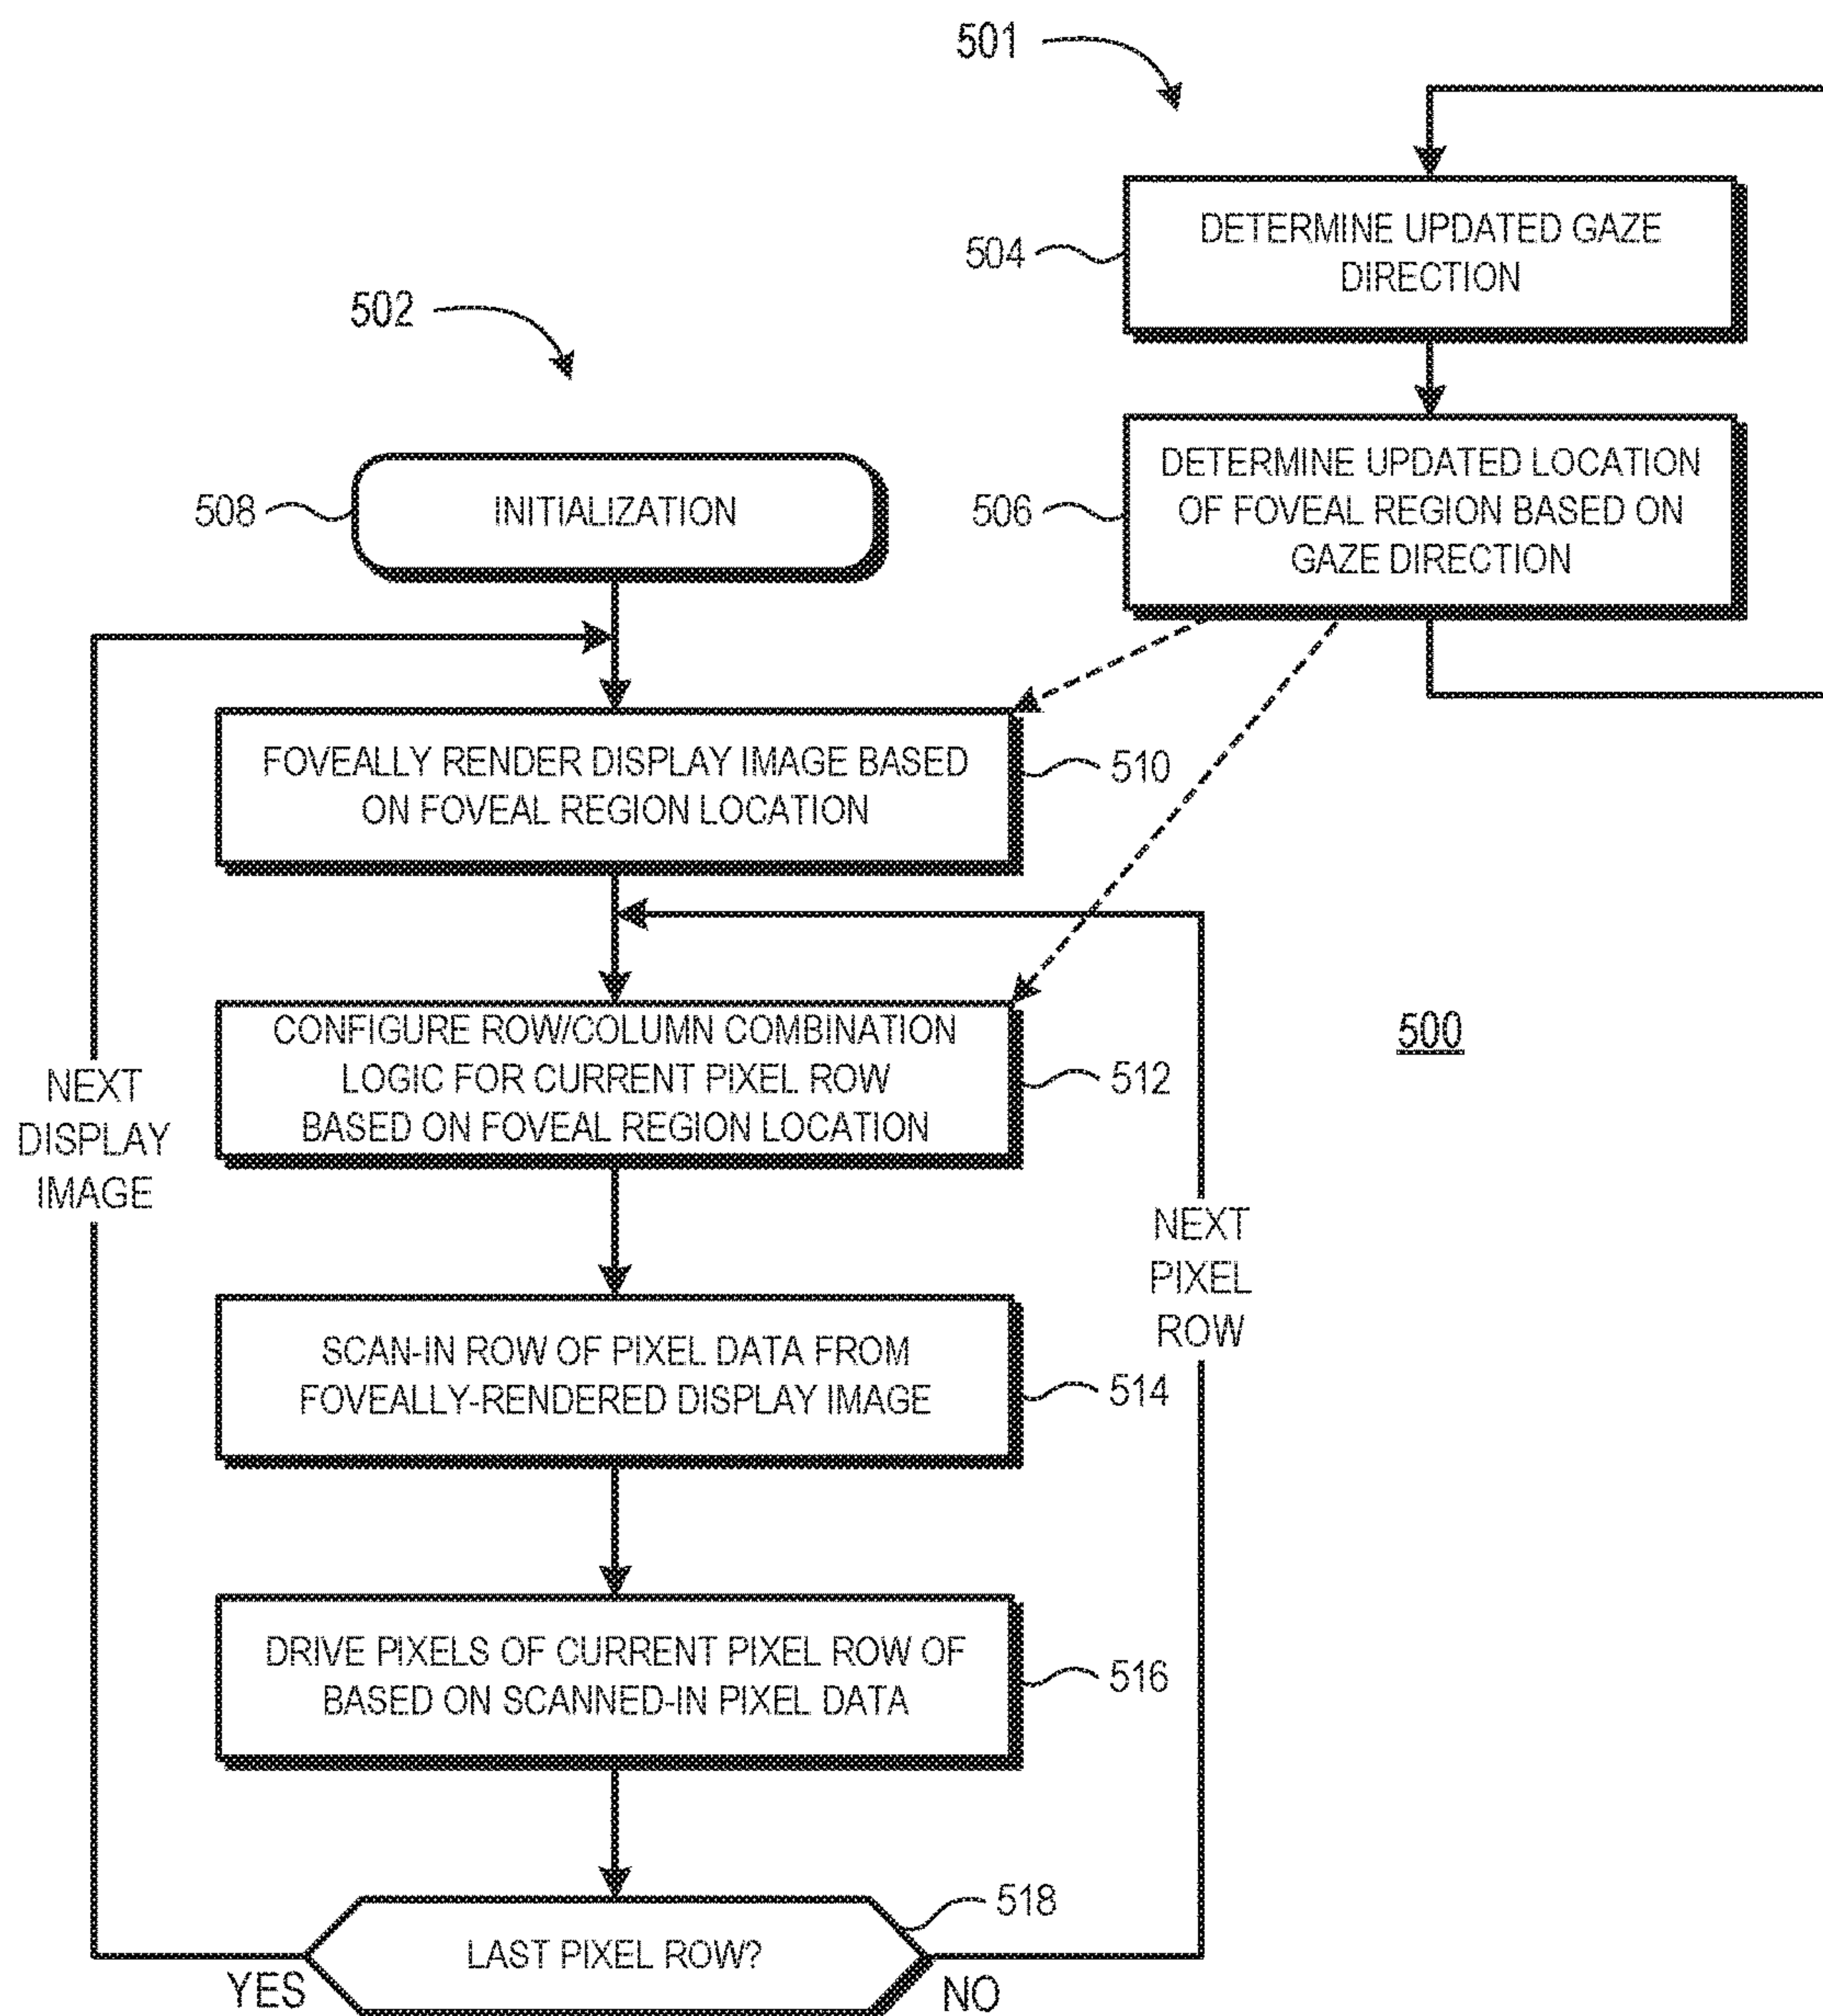 501
504
DETERMINE UPDATED GAZE
DIRECTION
506
DETERMINE UPDATED LOCATION
OF FOVEAL REGION BASED ON
GAZE DIRECTION
502
508
INITIALIZATION
FOVEALLY RENDER DISPLAY IMAGE BASED
ON FOVEAL REGION LOCATION
510
CONFIGURE ROW/COLUMN COMBINATION
LOGIC FOR CURRENT PIXEL ROW
BASED ON FOVEAL REGION LOCATION
512
500
NEXT
DISPLAY
IMAGE
NEXT
PIXEL
ROW
SCAN-IN ROW OF PIXEL DATA FROM
FOVEALLY-RENDERED DISPLAY IMAGE
514
DRIVE PIXELS OF CURRENT PIXEL ROW OF
BASED ON SCANNED-IN PIXEL DATA
516
518
LAST PIXEL ROW?
YES
NO